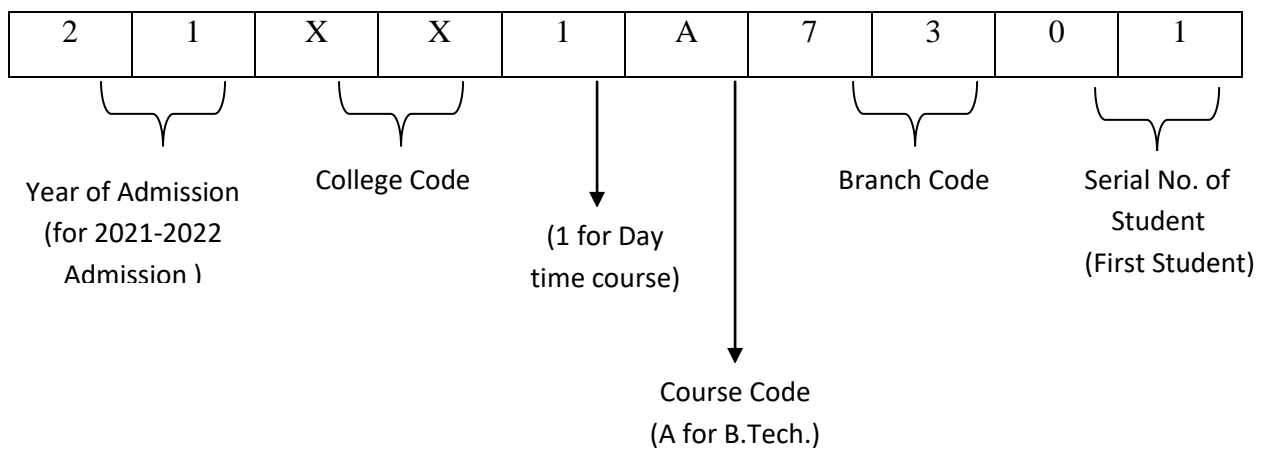 2 1 X X 1 A 7 3 0 1
Year of Admission
(for 2021-2022
Admission )
College Code
(1 for Day
time course)
Course Code
(A for B.Tech.)
Branch Code
Serial No. of
Student
(First Student)